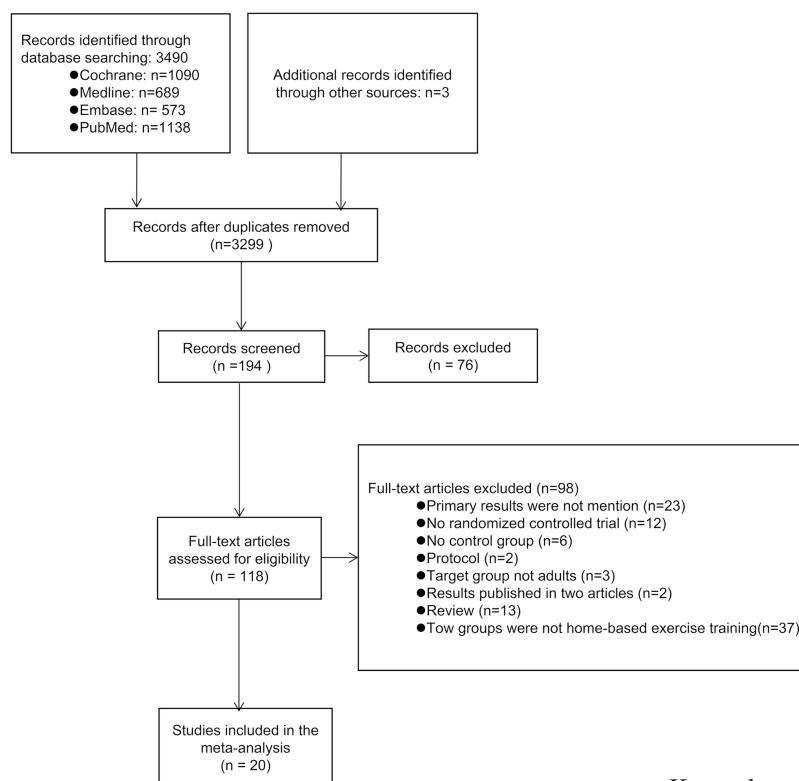 Records identified through
database searching: 3490
●Cochrane: n=1090
●Medline: n=689
●Embase: n= 573
●PubMed: n=1138
Additional records identified
through other sources: n=3
Records after duplicates removed
(n=3299 )
Records screened
(n =194 )
Records excluded
(n = 76)
Full-text articles
assessed for eligibility
(n = 118)
Full-text articles excluded (n=98)
●Primary results were not mention (n=23)
●No randomized controlled trial (n=12)
●No control group (n=6)
●Protocol (n=2)
●Target group not adults (n=3)
●Results published in two articles (n=2)
●Review (n=13)
●Tow groups were not home-based exercise training(n=37)
Studies included in the
meta-analysis
(n = 20)